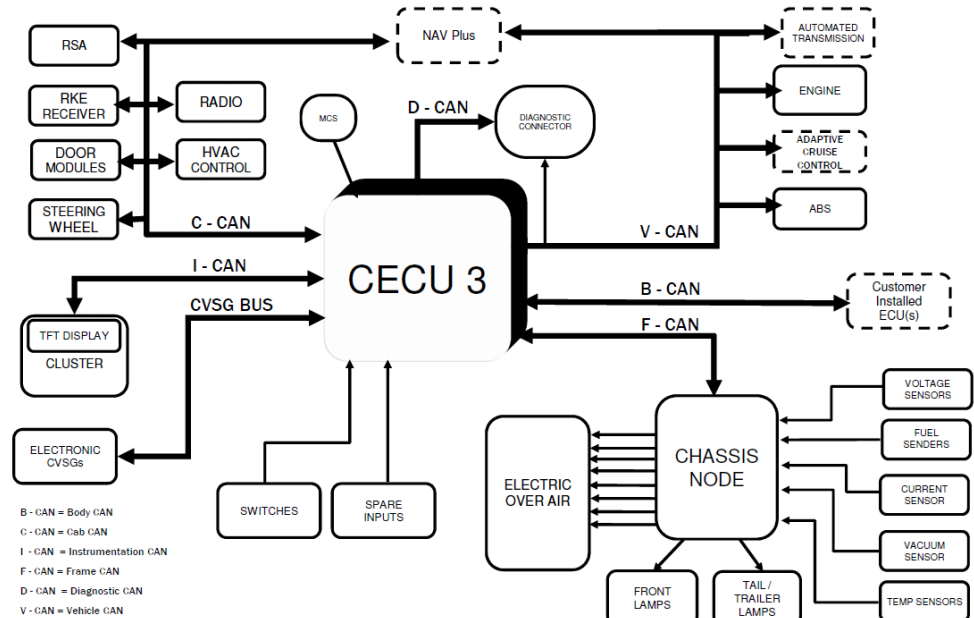 RSA
NAV Plus
AUTOMATED
TRANSMISSION
RKE
RECEIVER
RADIO
MCS
D - CAN
DIAGNOSTIC
CONNECTOR
ENGINE
DOOR
MODULES
HVAC
CONTROL
ADAPTIVE
CRUISE
CONTROL
STEERING
WHEEL
C - CAN
V - CAN
ABS
I - CAN
CECU 3
B - CAN
Customer
Installed
ECU(s)
CVSG BUS
F - CAN
TFT DISPLAY
CLUSTER
VOLTAGE
SENSORS
ELECTRONIC
CVSGs
FUEL
SENDERS
CHASSIS
NODE
ELECTRIC
OVER AIR
CURRENT
SENSOR
SWITCHES
SPARE
INPUTS
VACUUM
SENSOR
FRONT
LAMPS
TAIL /
TRAILER
LAMPS
TEMP SENSORS
B - CAN = Body CAN
C - CAN = Cab CAN
I - CAN = Instrumentation CAN
F - CAN = Frame CAN
D - CAN = Diagnostic CAN
V - CAN = Vehicle CAN